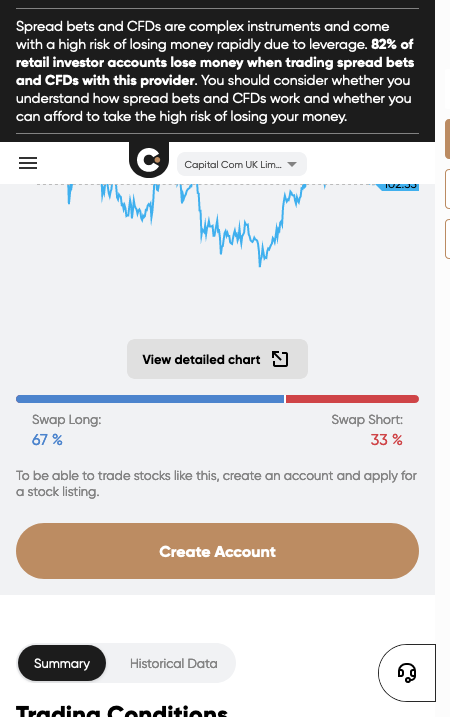 Spread bets and CFDs are complex instruments and come
with a high risk of losing money rapidly due to leverage. 82% of
retail investor accounts lose money when trading spread bets
and CFDs with this provider. You should consider whether you
understand how spread bets and CFDs work and whether you
can afford to take the high risk of losing your money.
Capital Com UK Lim...
102.55
View detailed chart
Swap Long:
Swap Short:
67 %
33 %
To be able to trade stocks like this, create an account and apply for
a stock listing.
Create Account
Summary
Historical Data
Trading Conditions